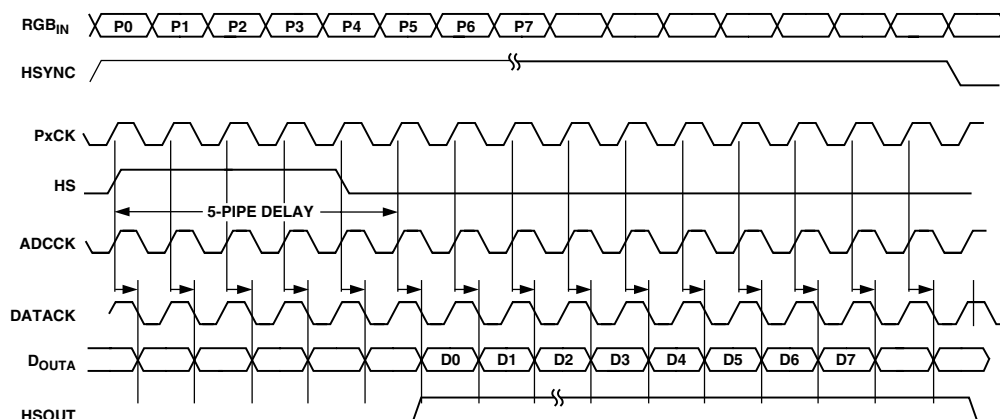 RGBIN P0 P1 P2 P3 P4 P5 P6 P7
HSYNC
PxCK
HS
5-PIPE DELAY
ADCCK
DATACK
DOUTA D0 D1 D2 D3 D4 D5 D6 D7
HSOUT